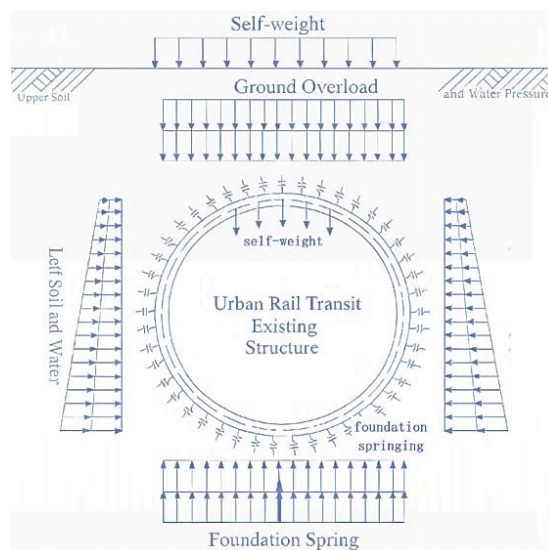 Self-weight
Upper Soil
Ground Overload
and Water Pressure
self-weight
Leff Soil and Water
Urban Rail Transit
Existing
Structure
foundation
springing
Foundation Spring